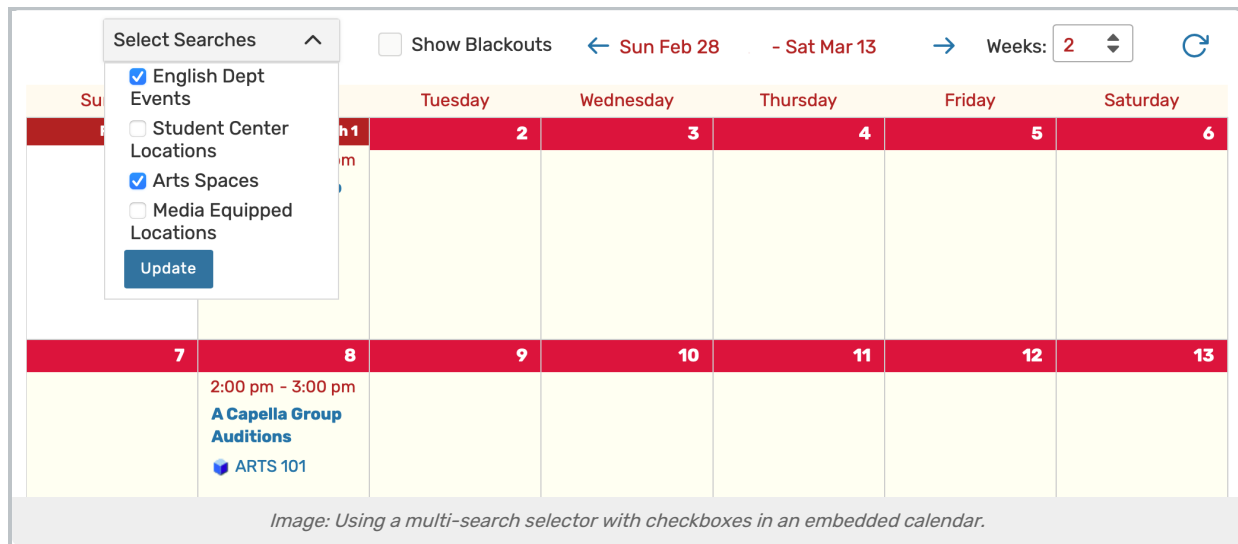 Select Searches
Show Blackouts
Sun Feb 28 - Sat Mar 13
Weeks: 2
English Dept
Events
Student Center
Locations
Arts Spaces
Media Equipped
Locations
Update
Tuesday Wednesday Thursday Friday Saturday
2 3 4 5 6
7 8 9 10 11 12 13
2:00 pm - 3:00 pm
A Capella Group
Auditions
ARTS 101
Image: Using a multi-search selector with checkboxes in an embedded calendar.